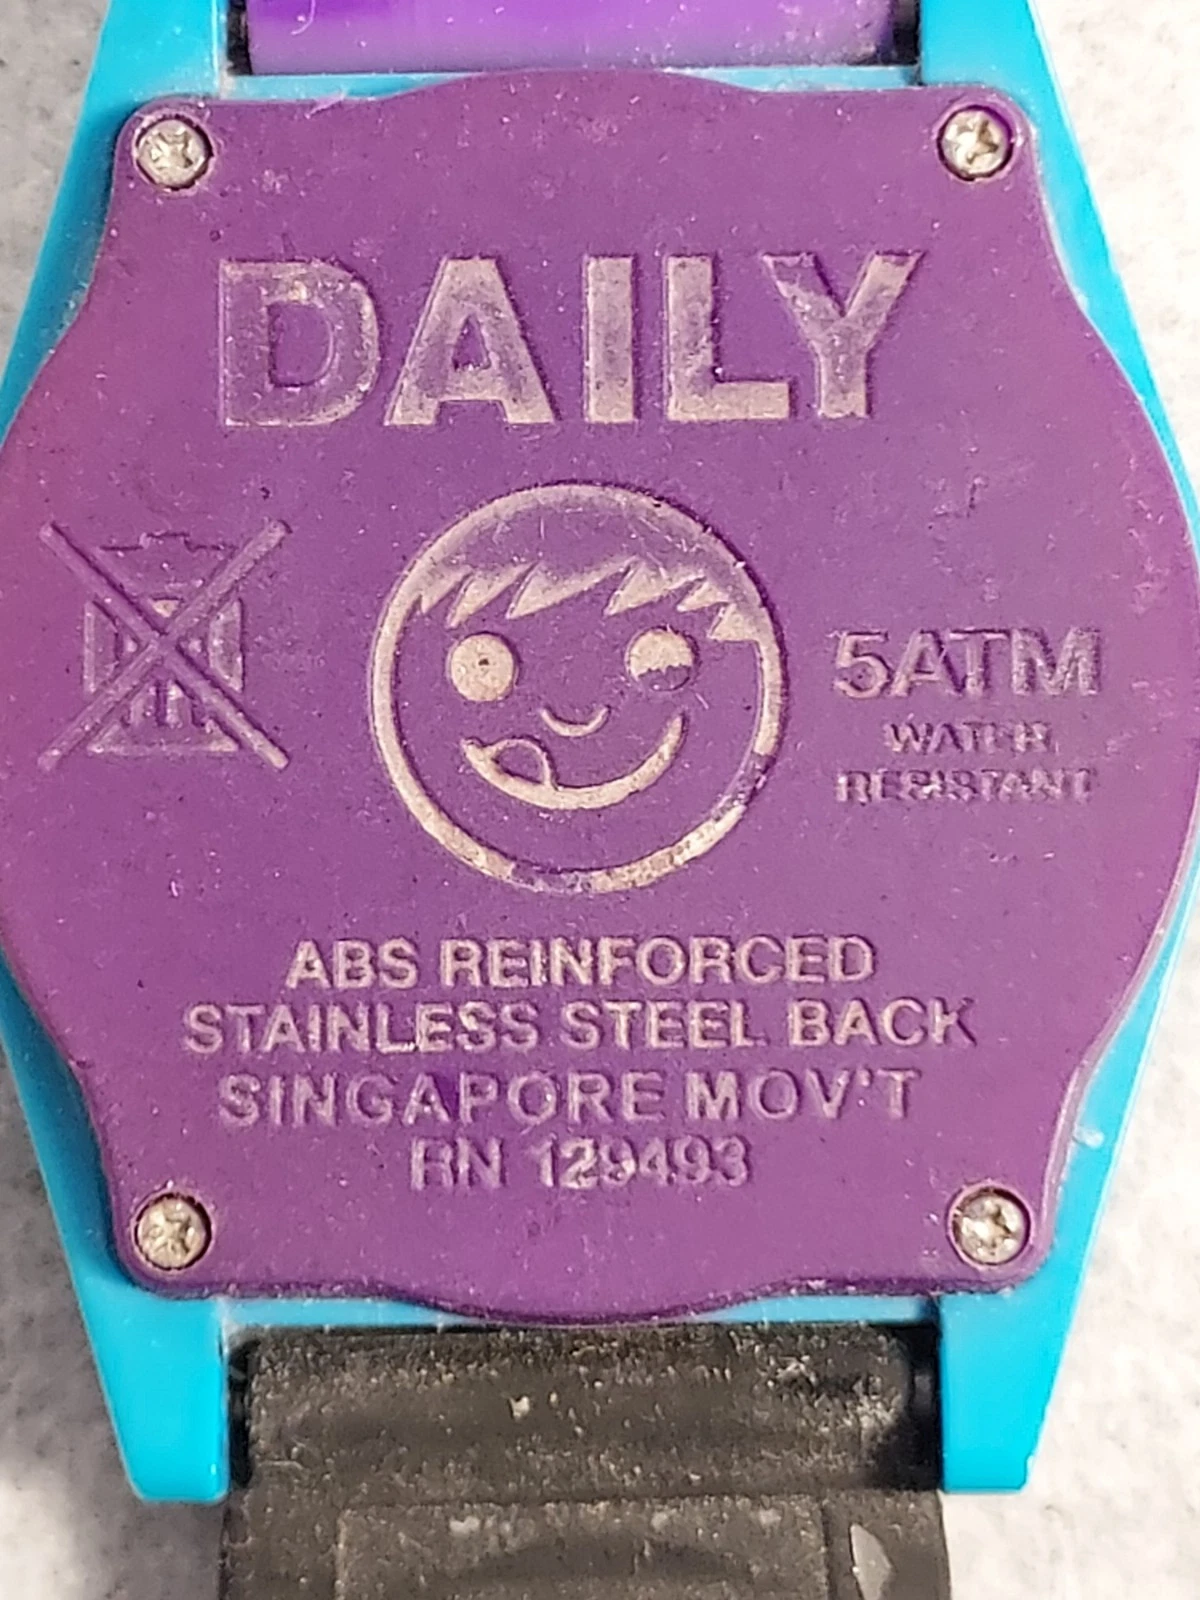 DAILY
5ATM
WATER
RESISTANT
ABS REINFORCED
STAINLESS STEEL BACK
SINGAPORE MOV'T
RN 129493